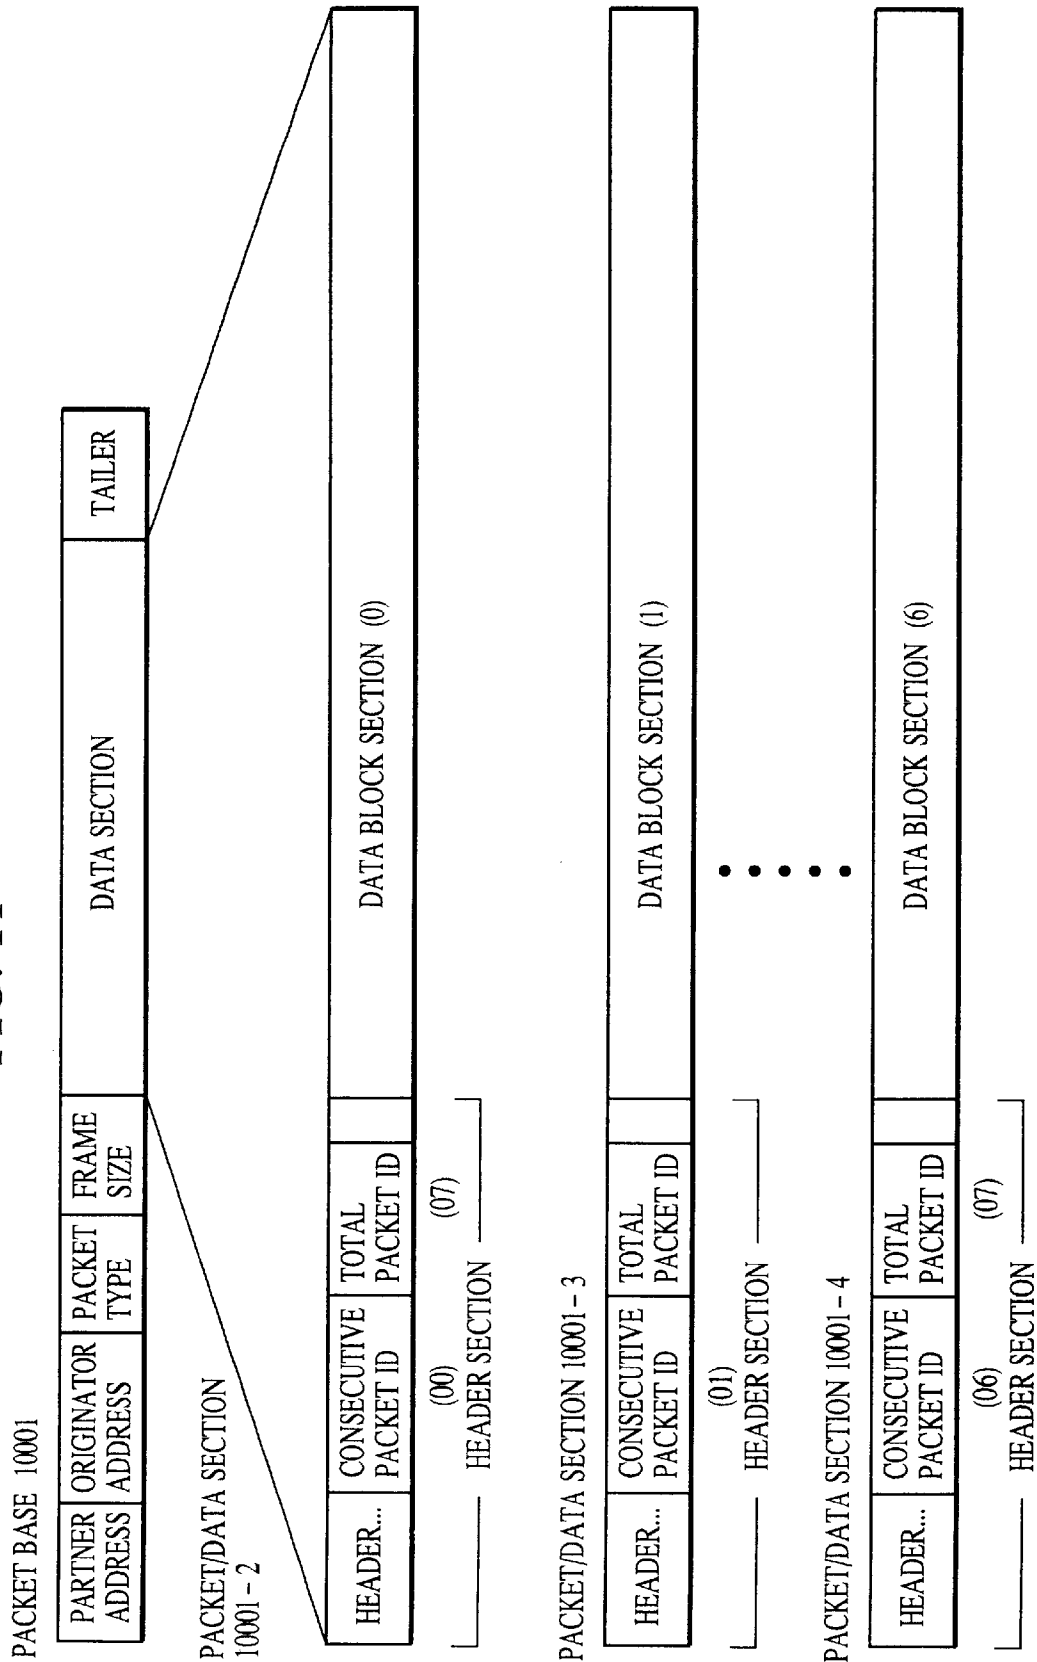 PACKET BASE 10001
PARTNER
ADDRESS
ORIGINATOR
ADDRESS
PACKET
TYPE
FRAME
SIZE
DATA SECTION
TAILER
PACKET/DATA SECTION
10001-2
HEADER...
CONSECUTIVE
PACKET ID
TOTAL
PACKET ID
DATA BLOCK SECTION (0)
(00)
(07)
HEADER SECTION
PACKET/DATA SECTION 10001-3
HEADER...
CONSECUTIVE
PACKET ID
TOTAL
PACKET ID
DATA BLOCK SECTION (1)
(01)
HEADER SECTION
PACKET/DATA SECTION 10001-4
HEADER...
CONSECUTIVE
PACKET ID
TOTAL
PACKET ID
DATA BLOCK SECTION (6)
(06)
(07)
HEADER SECTION